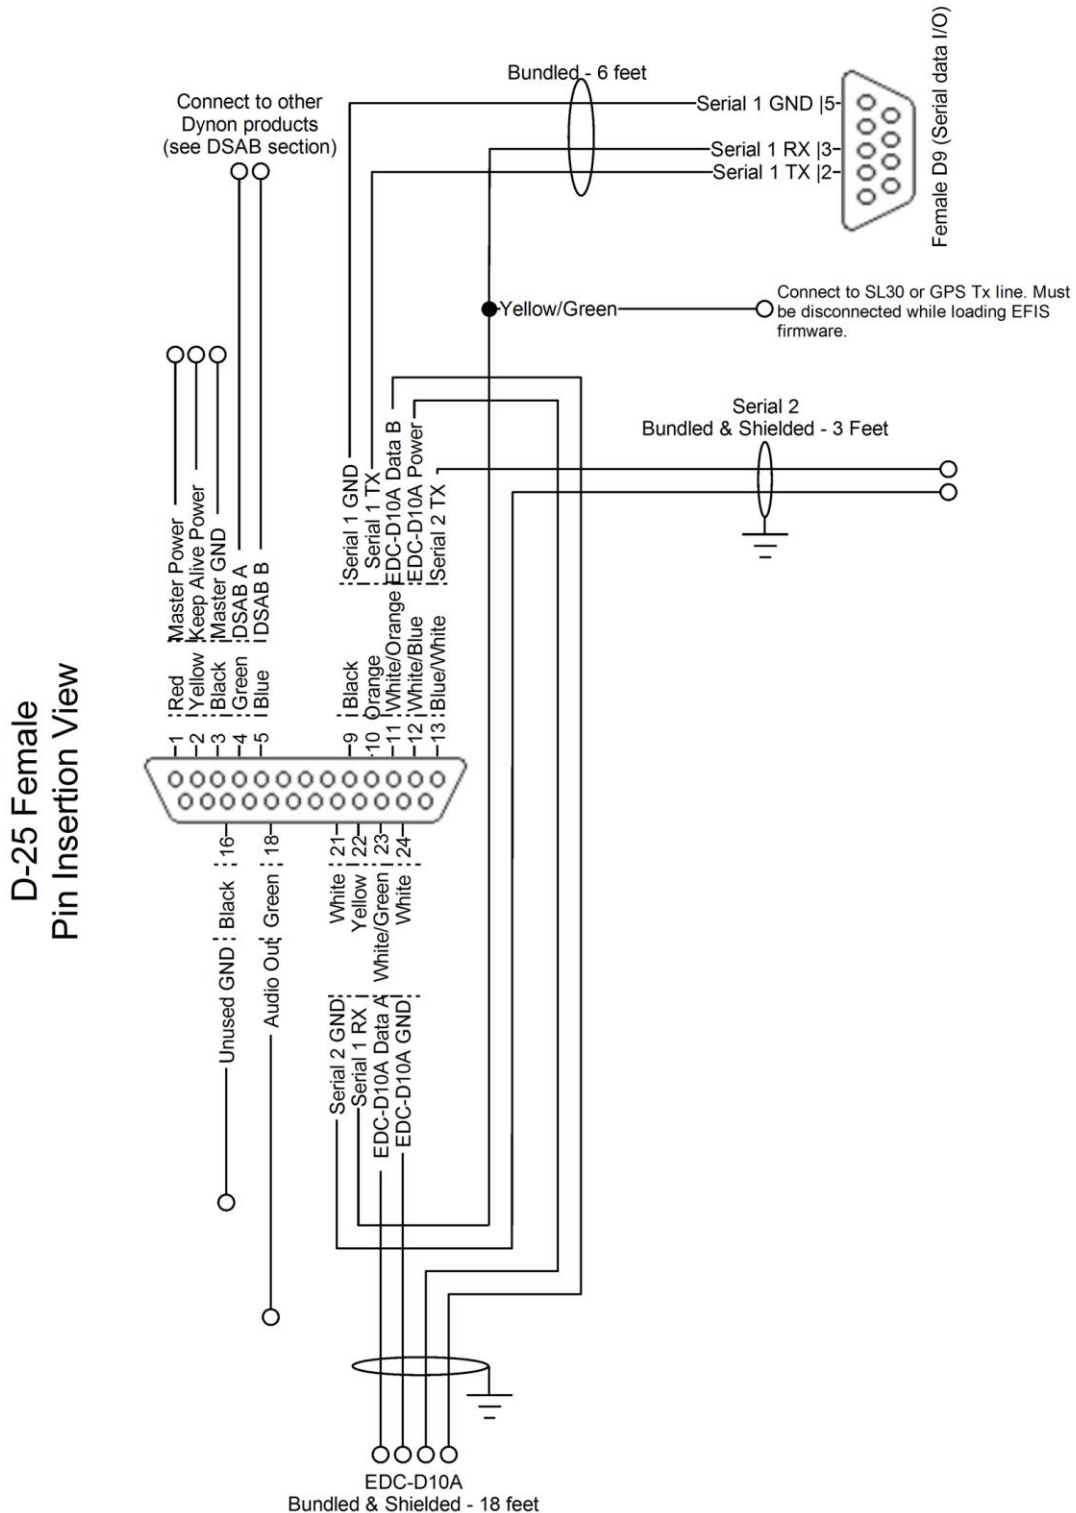 Bundled - 6 feet
Connect to other
Dynon products
(see DSAB section)
Serial 1 GND |5
Serial 1 RX |3
Serial 1 TX |2
Female D9 (Serial data I/O)
Yellow/Green
Connect to SL30 or GPS Tx line. Must
be disconnected while loading EFIS
firmware.
Serial 2
Bundled & Shielded - 3 Feet
D-25 Female
Pin Insertion View
1 Red Master Power
2 Yellow Keep Alive Power
3 Black Master GND
4 Green DSAB A
5 Blue DSAB B
9 Black Serial 1 GND
10 Orange Serial 1 TX
11 White/Orange EDC-D10A Data B
12 White/Blue EDC-D10A Power
13 Blue/White Serial 2 TX
Unused GND Black 16
Audio Out Green 18
Serial 2 GND White 21
Serial 1 RX Yellow 22
EDC-D10A Data A White/Green 23
EDC-D10A GND White 24
EDC-D10A
Bundled & Shielded - 18 feet